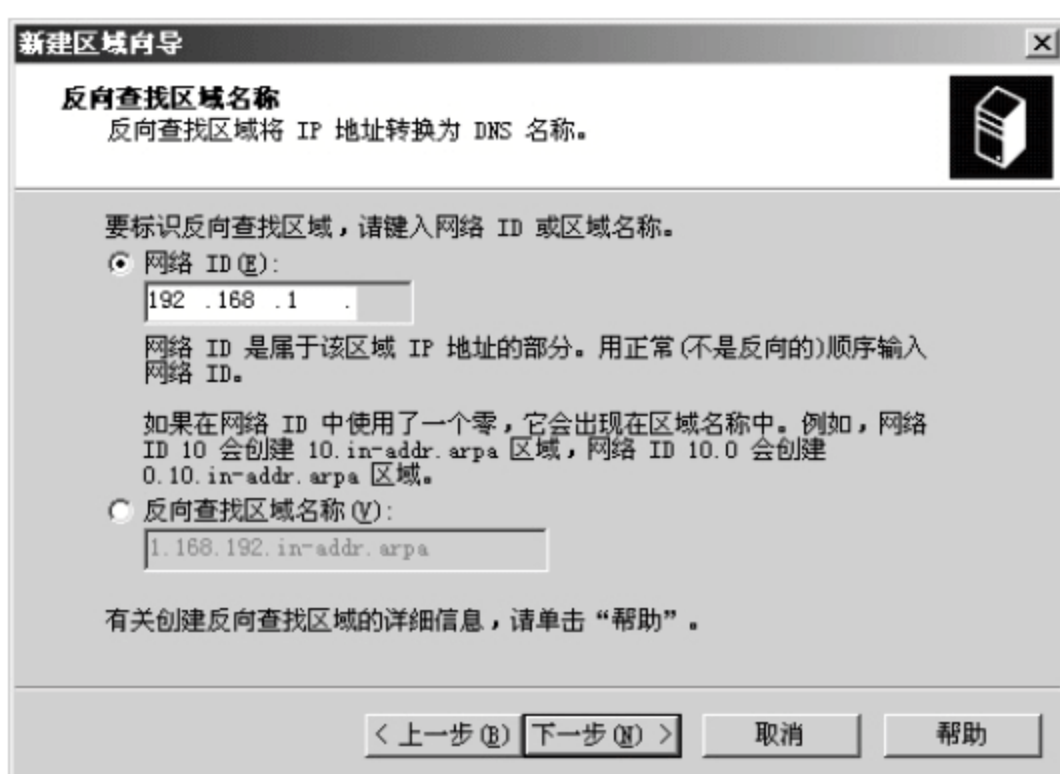 新建区域向导
反向查找区域名称
反向查找区域将 IP 地址转换为 DNS 名称。
要标识反向查找区域，请键入网络 ID 或区域名称。
网络 ID(E):
192 .168 .1 .
网络 ID 是属于该区域 IP 地址的部分。用正常(不是反向的)顺序输入
网络 ID。
如果在网络 ID 中使用了一个零，它会出现在区域名称中。例如，网络
ID 10 会创建 10.in-addr.arpa 区域，网络 ID 10.0 会创建
0.10.in-addr.arpa 区域。
反向查找区域名称(V):
1.168.192.in-addr.arpa
有关创建反向查找区域的详细信息，请单击“帮助”。
< 上一步(B) 下一步(N) > 取消 帮助